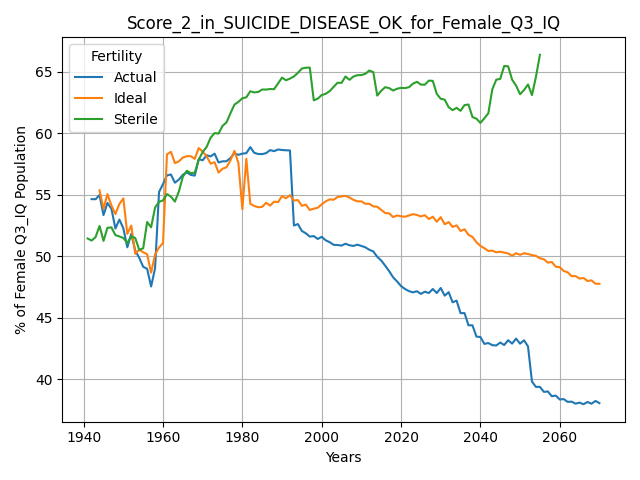 Score_2_in_SUICIDE_DISEASE_OK_for_Female_Q3_IQ
Fertility
Actual
Ideal
Sterile
% of Female Q3_IQ Population
65
60
55
50
45
40
1940
1960
1980
2000
2020
2040
2060
Years